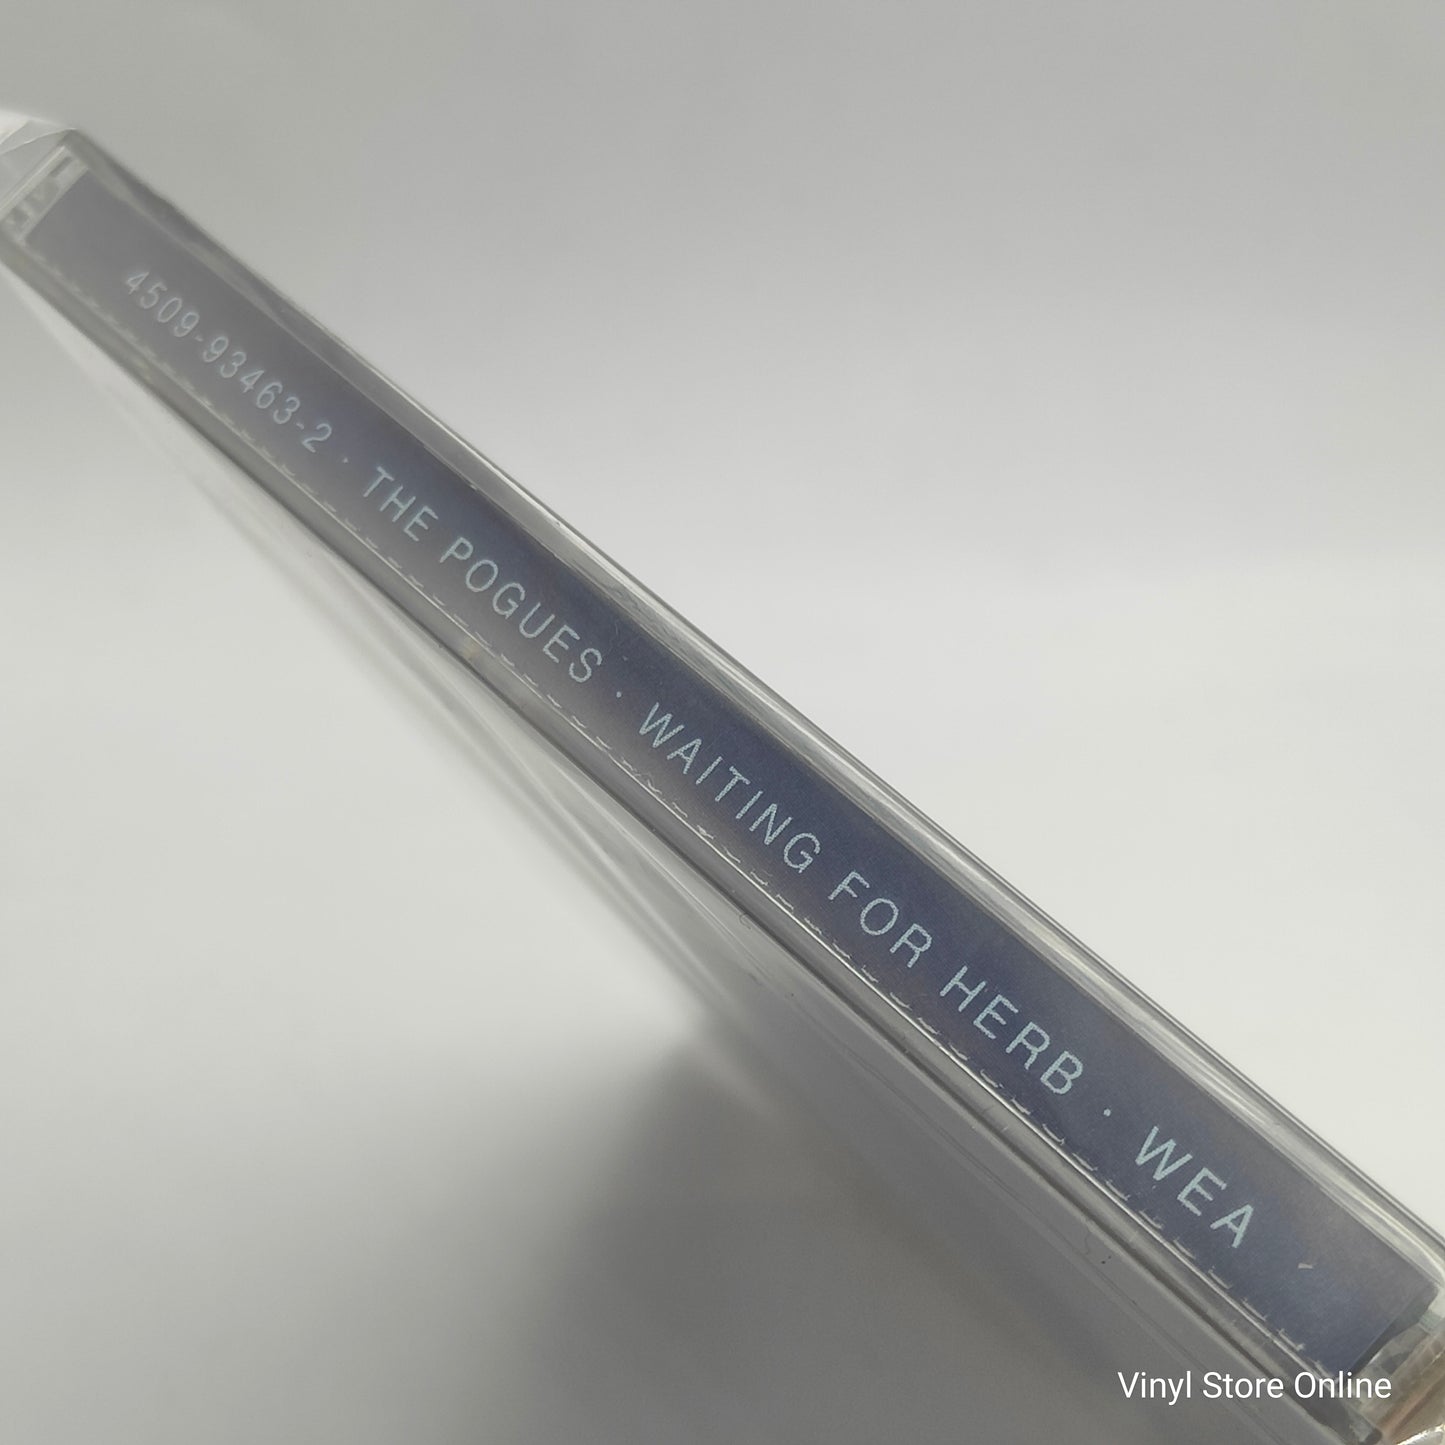 4509-93463-2 · THE POGUES · WAITING FOR HERB · WEA
Vinyl Store Online